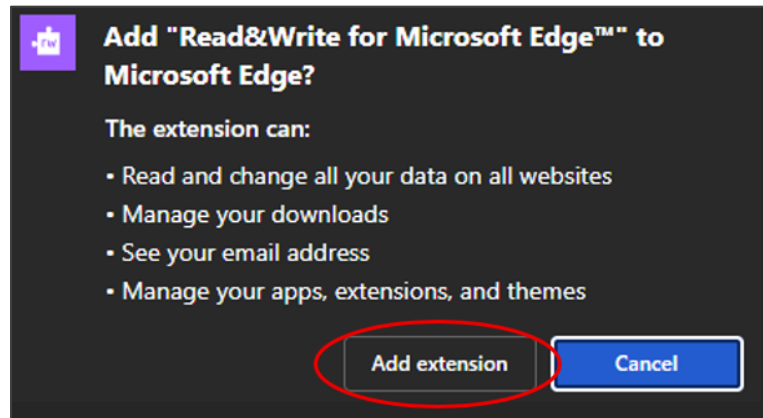 rw
Add "Read&Write for Microsoft Edge™" to
Microsoft Edge?
The extension can:
• Read and change all your data on all websites
• Manage your downloads
• See your email address
• Manage your apps, extensions, and themes
Add extension Cancel